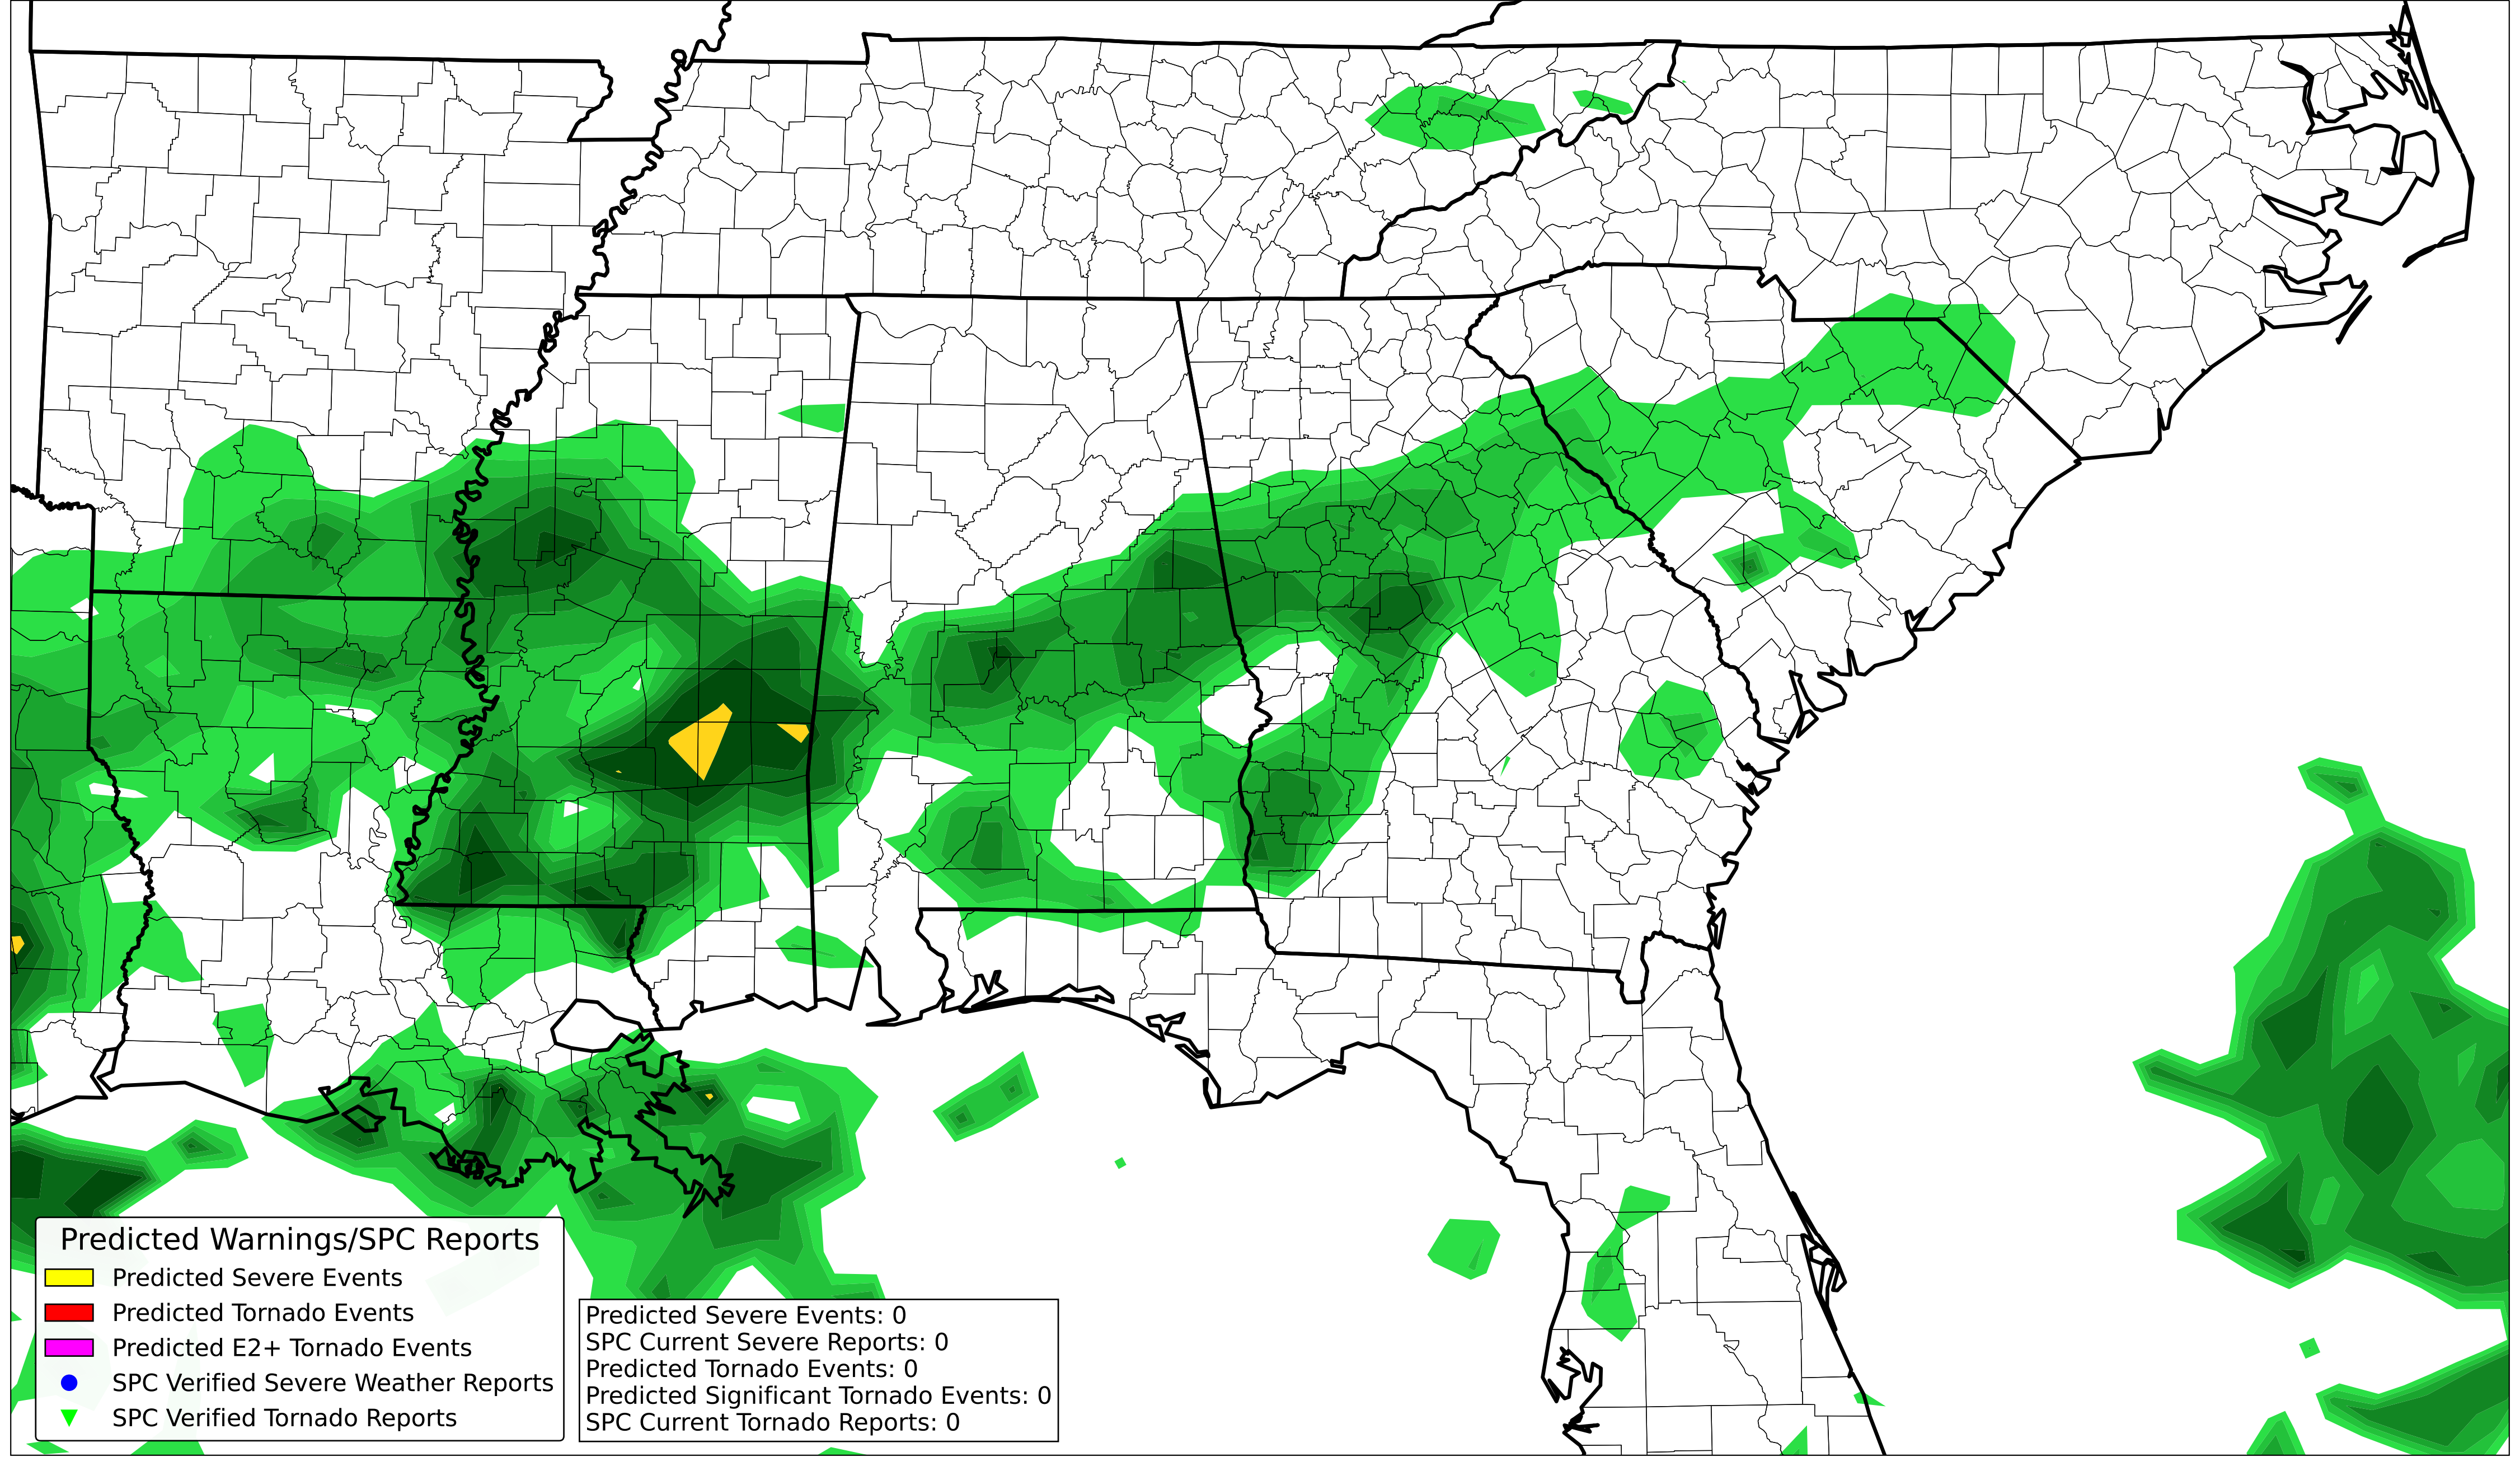 Predicted Warnings/SPC Reports
Predicted Severe Events
Predicted Tornado Events
Predicted E2+ Tornado Events
SPC Verified Severe Weather Reports
SPC Verified Tornado Reports
Predicted Severe Events: 0
SPC Current Severe Reports: 0
Predicted Tornado Events: 0
Predicted Significant Tornado Events: 0
SPC Current Tornado Reports: 0